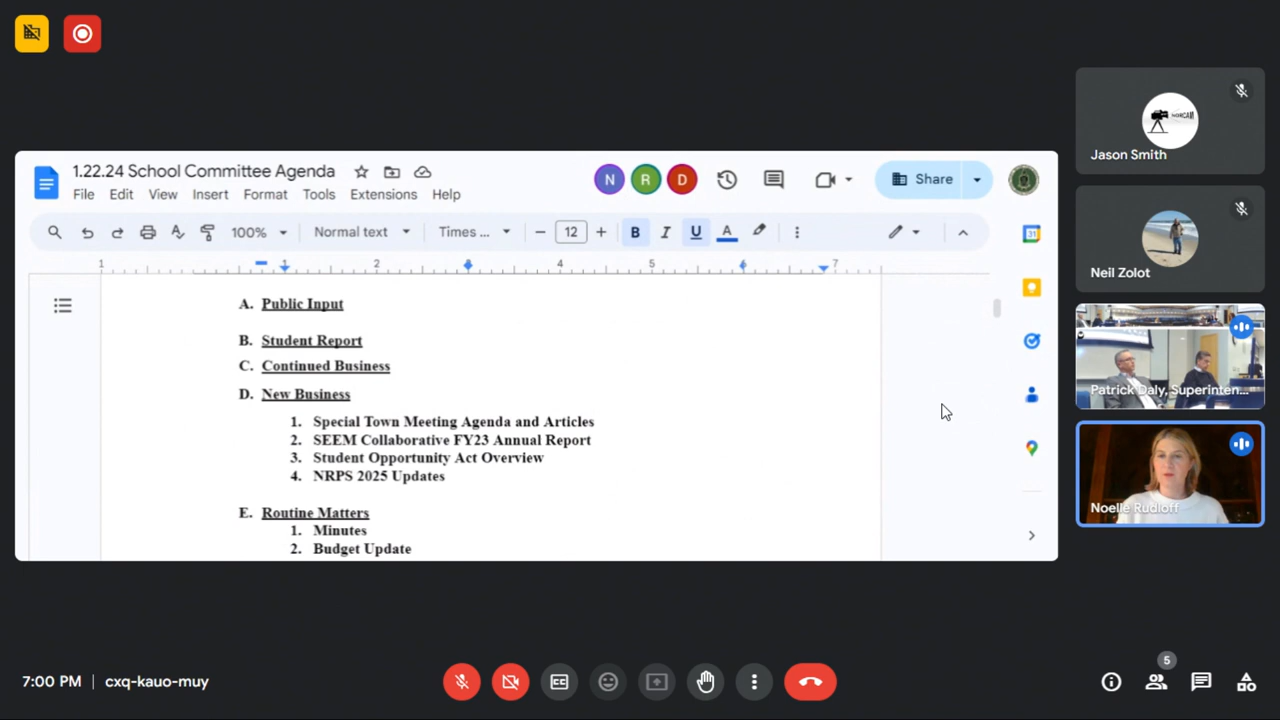 1.22.24 School Committee Agenda
N R D
Share
File Edit View Insert Format Tools Extensions Help
100% Normal text Times ... 12 B I U A
1 1 2 3 4 5 6 7
A. Public Input
B. Student Report
C. Continued Business
D. New Business
1. Special Town Meeting Agenda and Articles
2. SEEM Collaborative FY23 Annual Report
3. Student Opportunity Act Overview
4. NRPS 2025 Updates
E. Routine Matters
1. Minutes
2. Budget Update
31
Jason Smith
Neil Zolot
Patrick Daly, Superinten...
Noelle Rudloff
7:00 PM | cxq-kauo-muy
CC
5